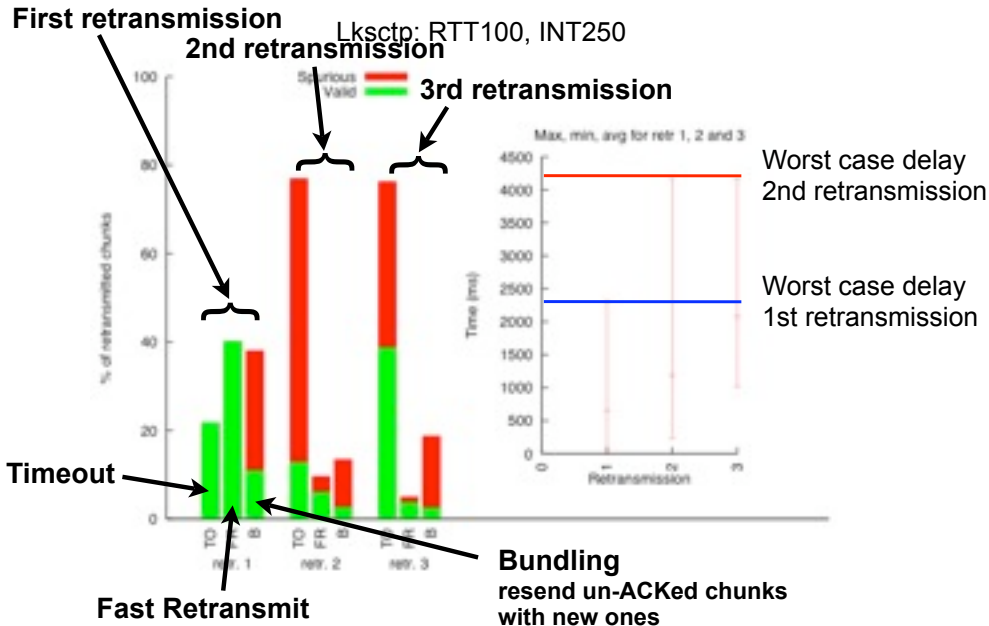 First retransmission
Lksctp: RTT100, INT250
2nd retransmission
Spurious
Valid
3rd retransmission
100
80
60
40
20
0
% of retransmitted chunks
TO
FR
B
TO
FR
B
TO
FR
B
retr. 1
retr. 2
retr. 3
Max, min, avg for retr 1, 2 and 3
4500
4000
3500
3000
2500
2000
1500
1000
500
0
Time (ms)
0
1
2
3
Retransmission
Worst case delay
2nd retransmission
Worst case delay
1st retransmission
Timeout
Fast Retransmit
Bundling
resend un-ACKed chunks
with new ones